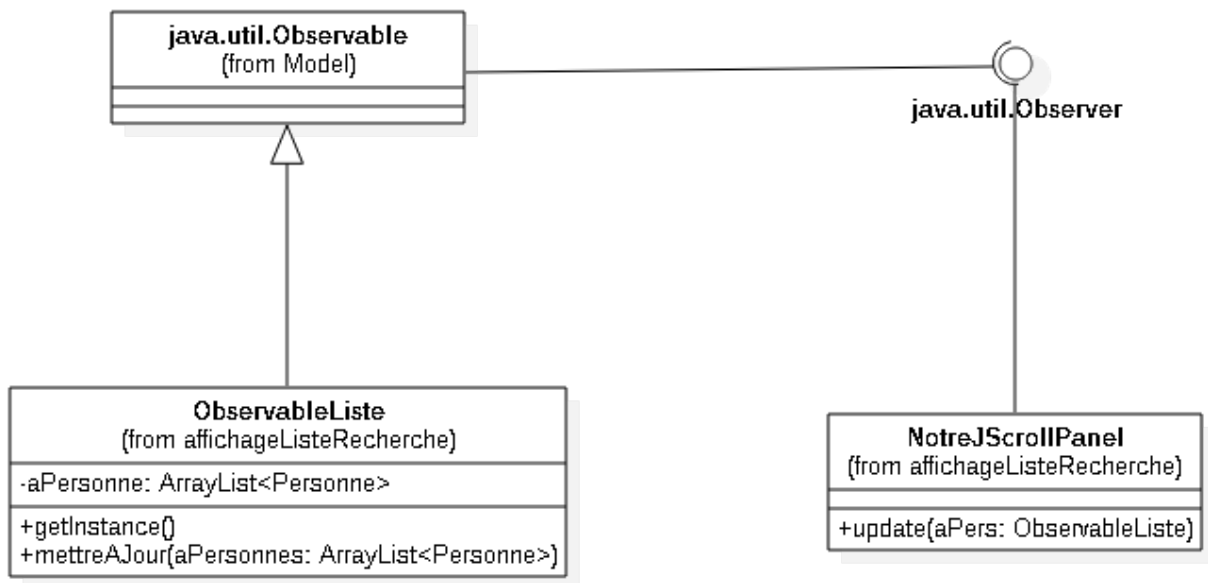 java.util.Observable
(from Model)
java.util.Observer
ObservableListe
(from affichageListeRecherche)
-aPersonne: ArrayList<Personne>
+getInstance()
+mettreAJour(aPersonnes: ArrayList<Personne>)
NotreJScrollPanel
(from affichageListeRecherche)
+update(aPers: ObservableListe)